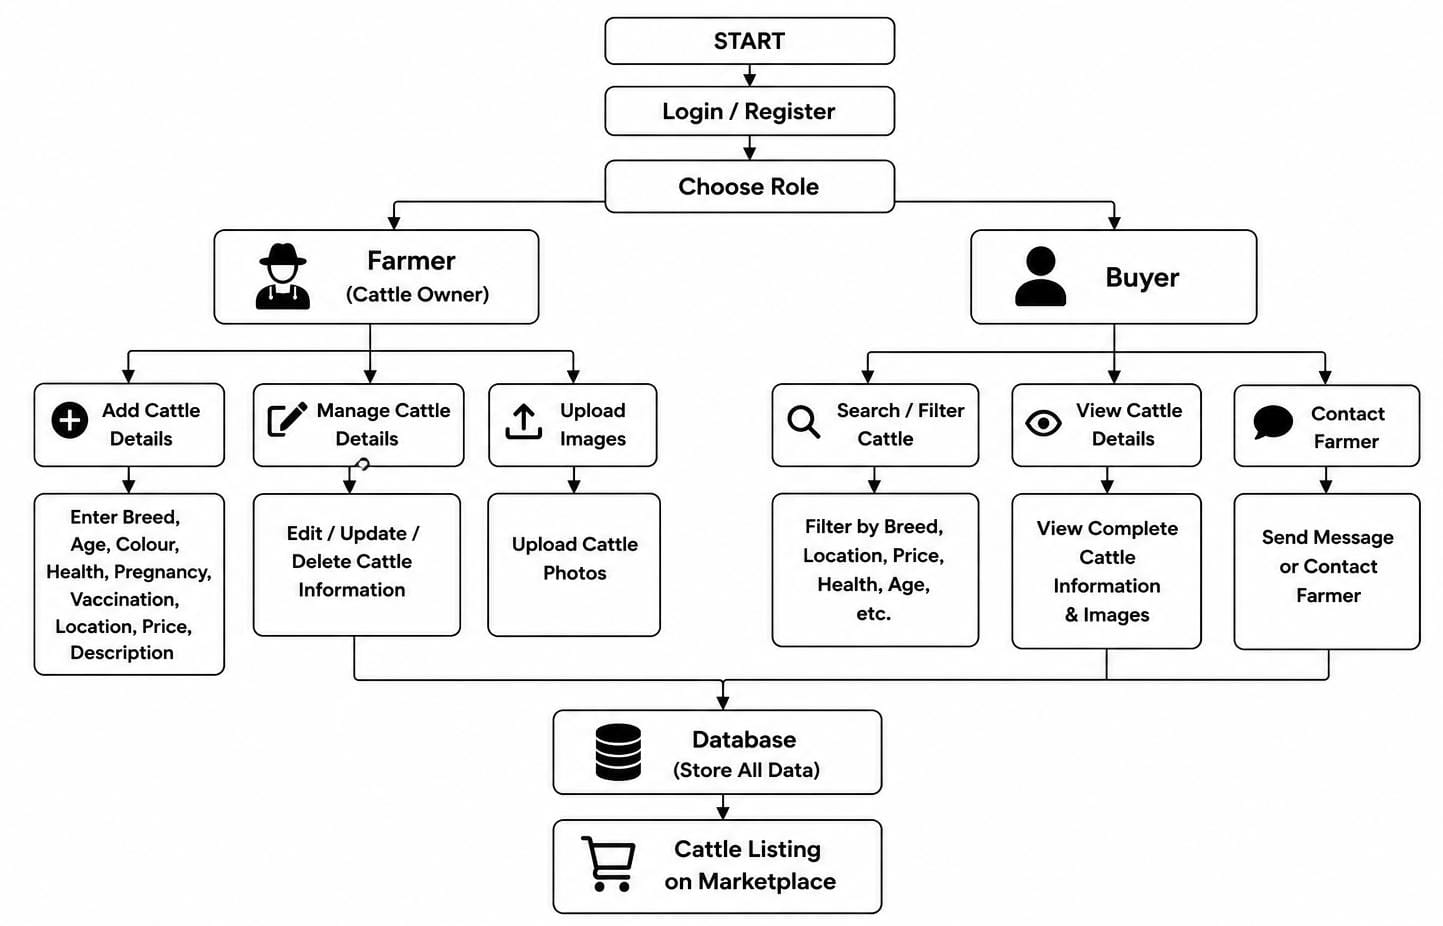 START
Login / Register
Choose Role
Farmer
(Cattle Owner)
Buyer
Add Cattle
Details
Manage Cattle
Details
Upload
Images
Search / Filter
Cattle
View Cattle
Details
Contact
Farmer
Enter Breed,
Age, Colour,
Health, Pregnancy,
Vaccination,
Location, Price,
Description
Edit / Update /
Delete Cattle
Information
Upload Cattle
Photos
Filter by Breed,
Location, Price,
Health, Age,
etc.
View Complete
Cattle
Information
& Images
Send Message
or Contact
Farmer
Database
(Store All Data)
Cattle Listing
on Marketplace